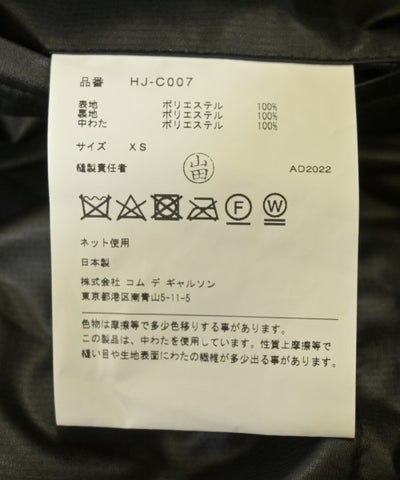 品番 HJ-C007
表地 ポリエステル 100%
裏地 ポリエステル 100%
中わた ポリエステル 100%
サイズ XS
縫製責任者 山田 AD2022
F W
ネット使用
日本製
株式会社 コム デ ギャルソン
東京都港区南青山5-11-5
色物は摩擦等で多少色移りする事があります。
この製品は、中わたを使用しています。性質上摩擦等で
縫い目や生地表面にわたの繊維が多少出る事があります。